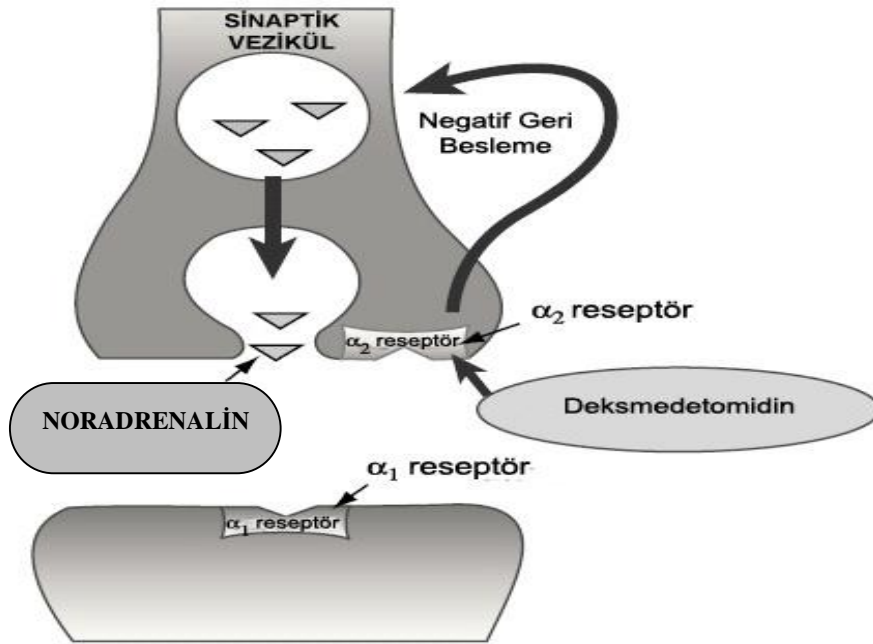 SİNAPTİK
VEZİKÜL
Negatif Geri
Besleme
α₂ reseptör
α₂ reseptör
NORADRENALİN
Deksmedetomidin
α₁ reseptör
α₁ reseptör